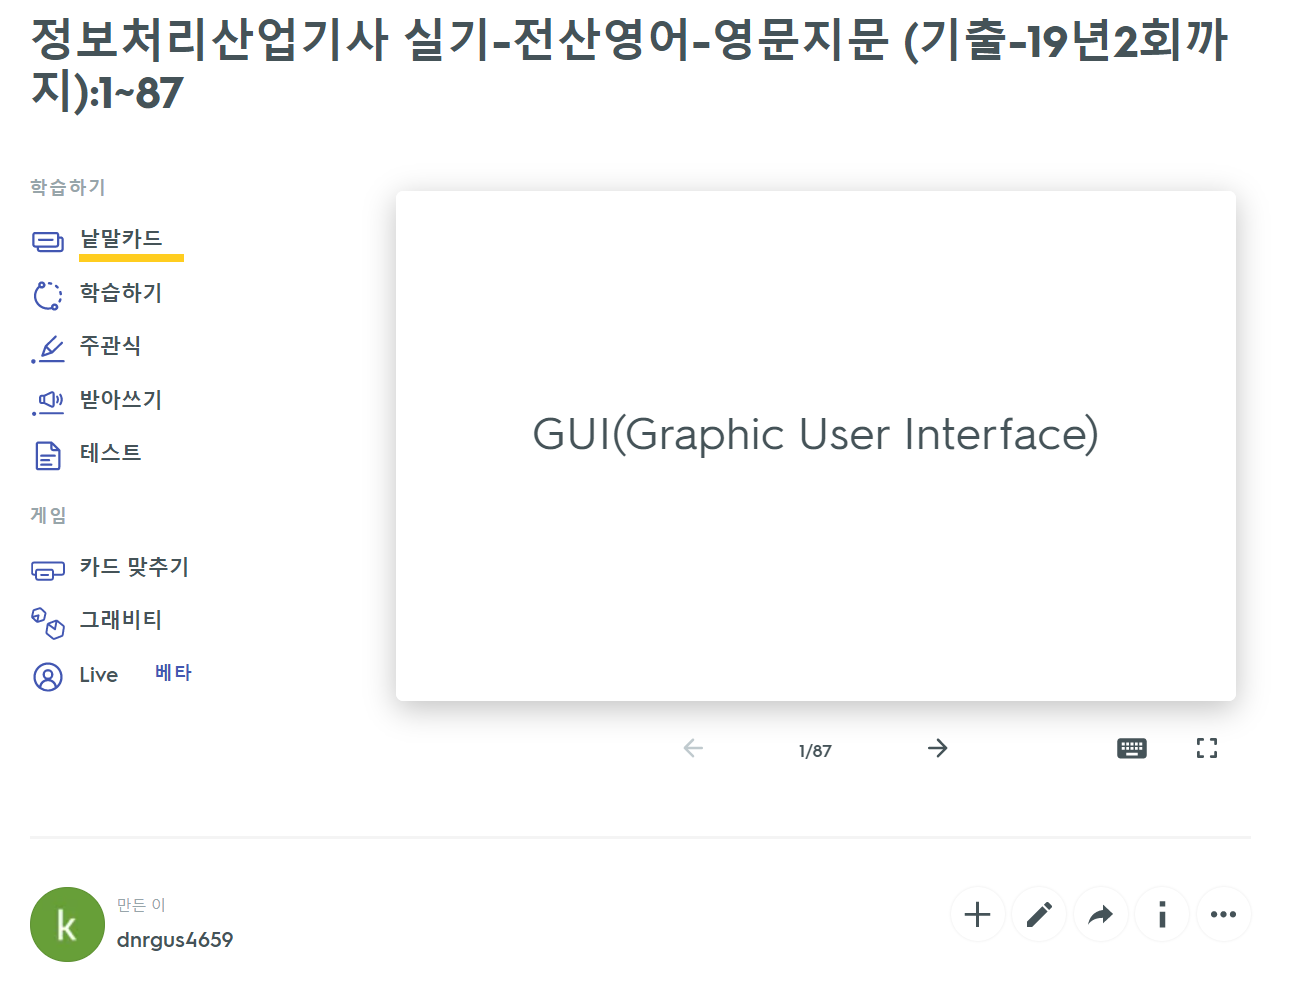 정보처리산업기사 실기-전산영어-영문지문 (기출-19년2회까
지):1~87
학습하기
낱말카드
학습하기
주관식
받아쓰기
테스트
게임
카드 맞추기
그래비티
Live 베타
GUI(Graphic User Interface)
1/87
k
만든 이
dnrgus4659